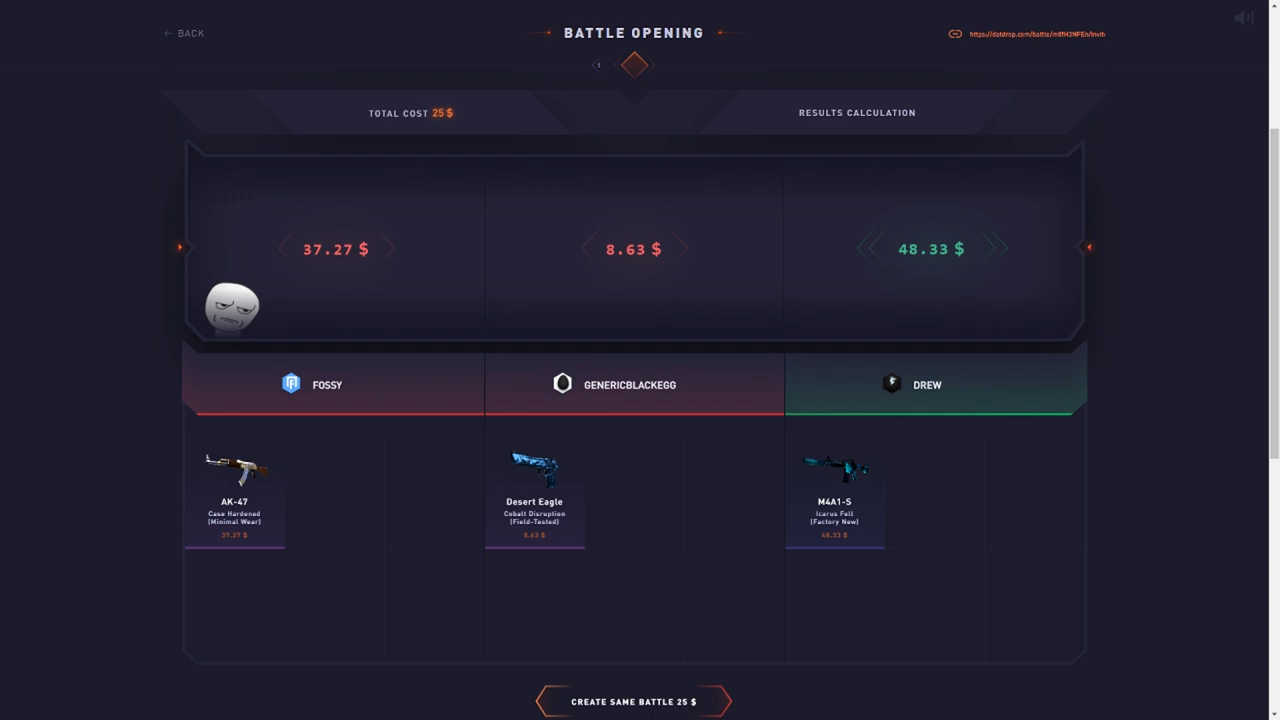 ← BACK
BATTLE OPENING
1
TOTAL COST 25 $
RESULTS CALCULATION
37.27 $
8.63 $
48.33 $
FOSSY
GENERICBLACKEGG
DREW
AK-47
Case Hardened
(Minimal Wear)
37.27 $
Desert Eagle
Cobalt Disruption
(Field-Tested)
8.63 $
M4A1-S
Icarus Fell
(Factory New)
48.33 $
CREATE SAME BATTLE 25 $